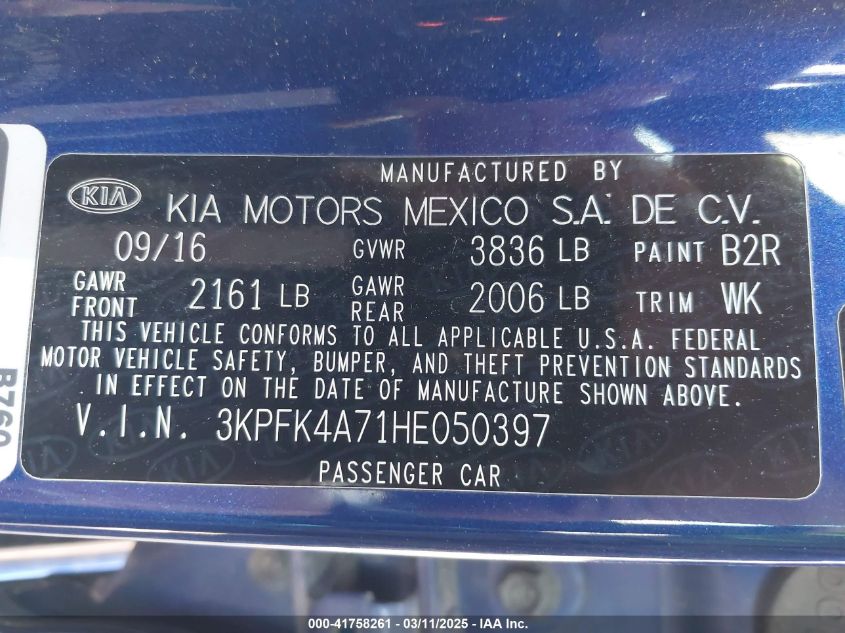 MANUFACTURED BY
KIA KIA MOTORS MEXICO S.A. DE C.V.
09/16 GVWR 3836 LB PAINT B2R
GAWR FRONT 2161 LB GAWR REAR 2006 LB TRIM WK
THIS VEHICLE CONFORMS TO ALL APPLICABLE U.S.A. FEDERAL
MOTOR VEHICLE SAFETY, BUMPER, AND THEFT PREVENTION STANDARDS
IN EFFECT ON THE DATE OF MANUFACTURE SHOWN ABOVE.
V.I.N. 3KPFK4A71HE050397
PASSENGER CAR
B760
000-41758261 - 03/11/2025 - IAA Inc.